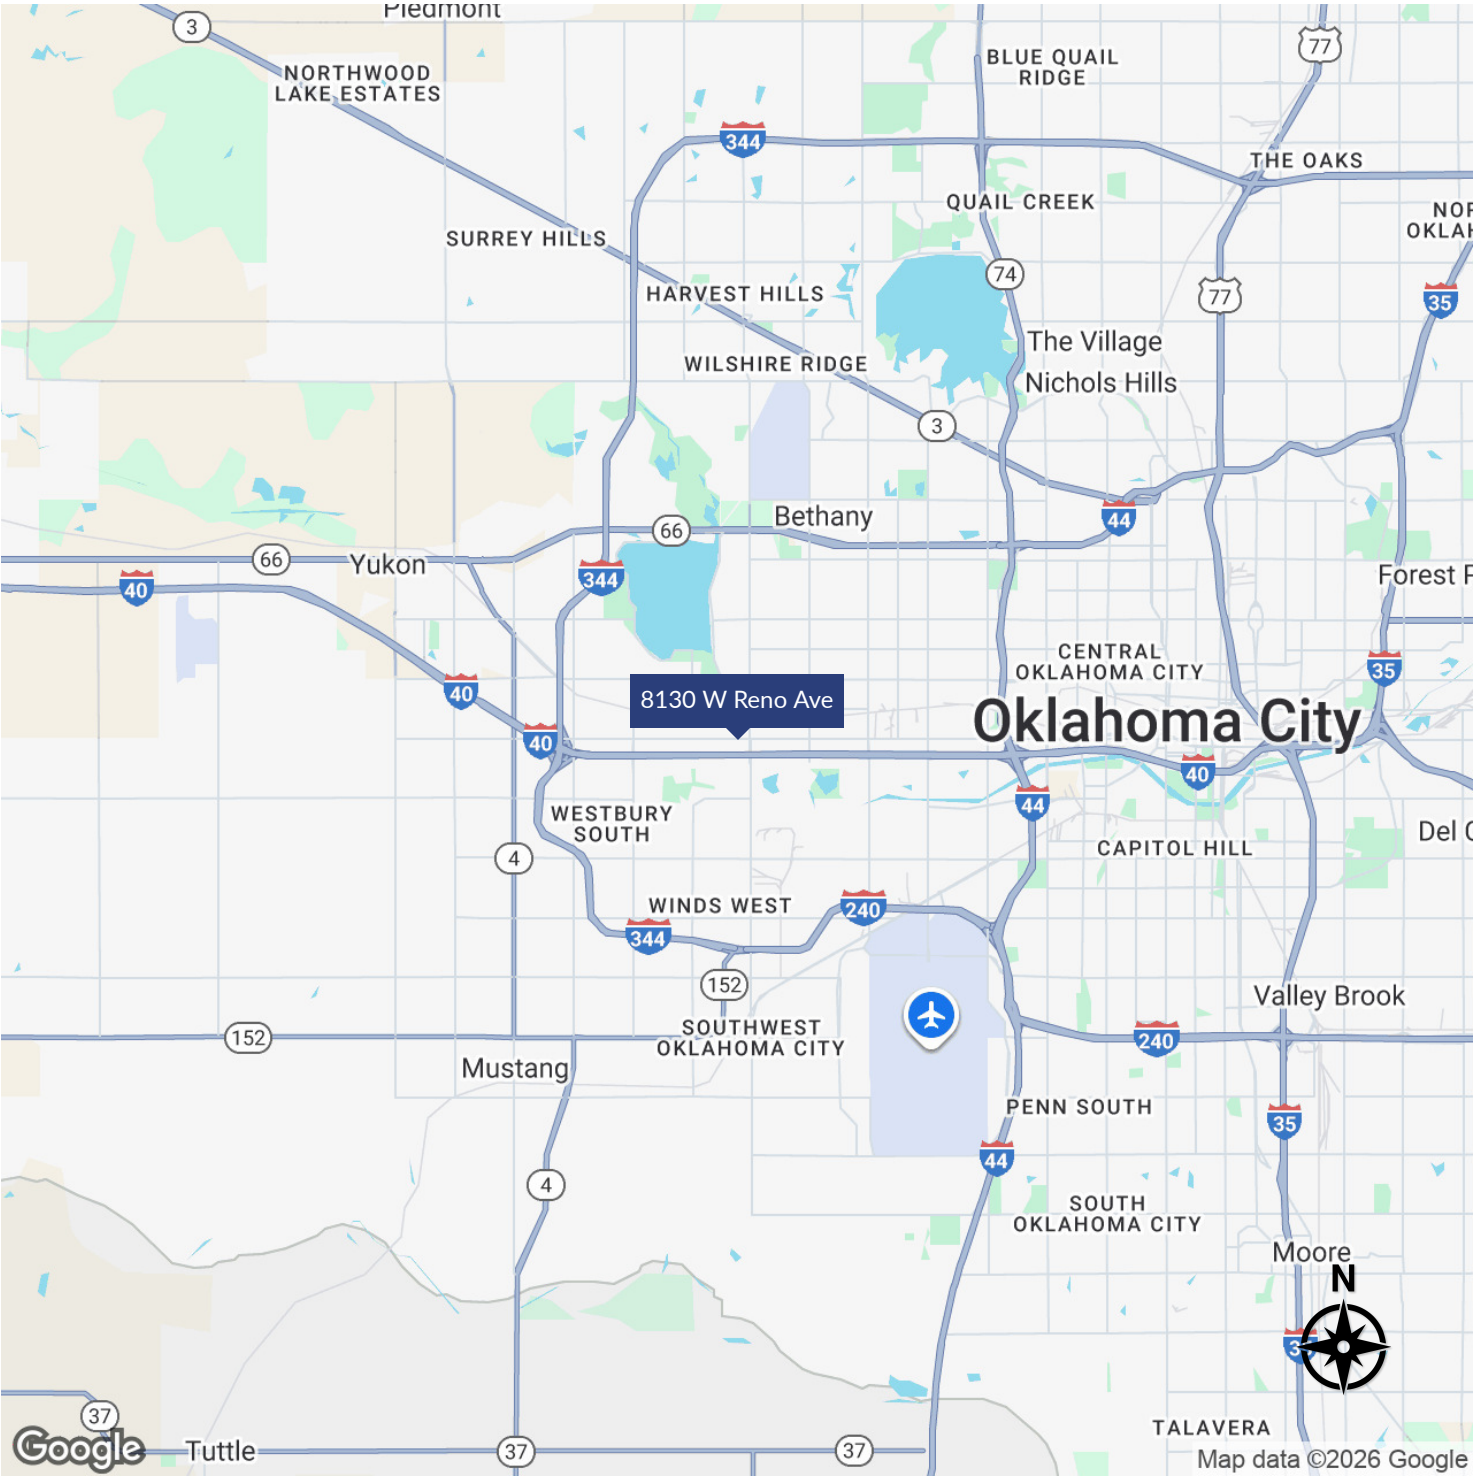 Piedmont
3
77
BLUE QUAIL
RIDGE
NORTHWOOD
LAKE ESTATES
344
THE OAKS
QUAIL CREEK
SURREY HILLS
74
HARVEST HILLS
77
35
The Village
WILSHIRE RIDGE
Nichols Hills
3
Bethany
44
66
66
Yukon
344
40
Forest
CENTRAL
OKLAHOMA CITY
35
40
8130 W Reno Ave
Oklahoma City
40
40
44
WESTBURY
SOUTH
Del
CAPITOL HILL
4
WINDS WEST
240
344
152
Valley Brook
152
SOUTHWEST
OKLAHOMA CITY
240
Mustang
PENN SOUTH
35
44
4
SOUTH
OKLAHOMA CITY
Moore
N
37
TALAVERA
Google
Tuttle
37
37
Map data ©2026 Google